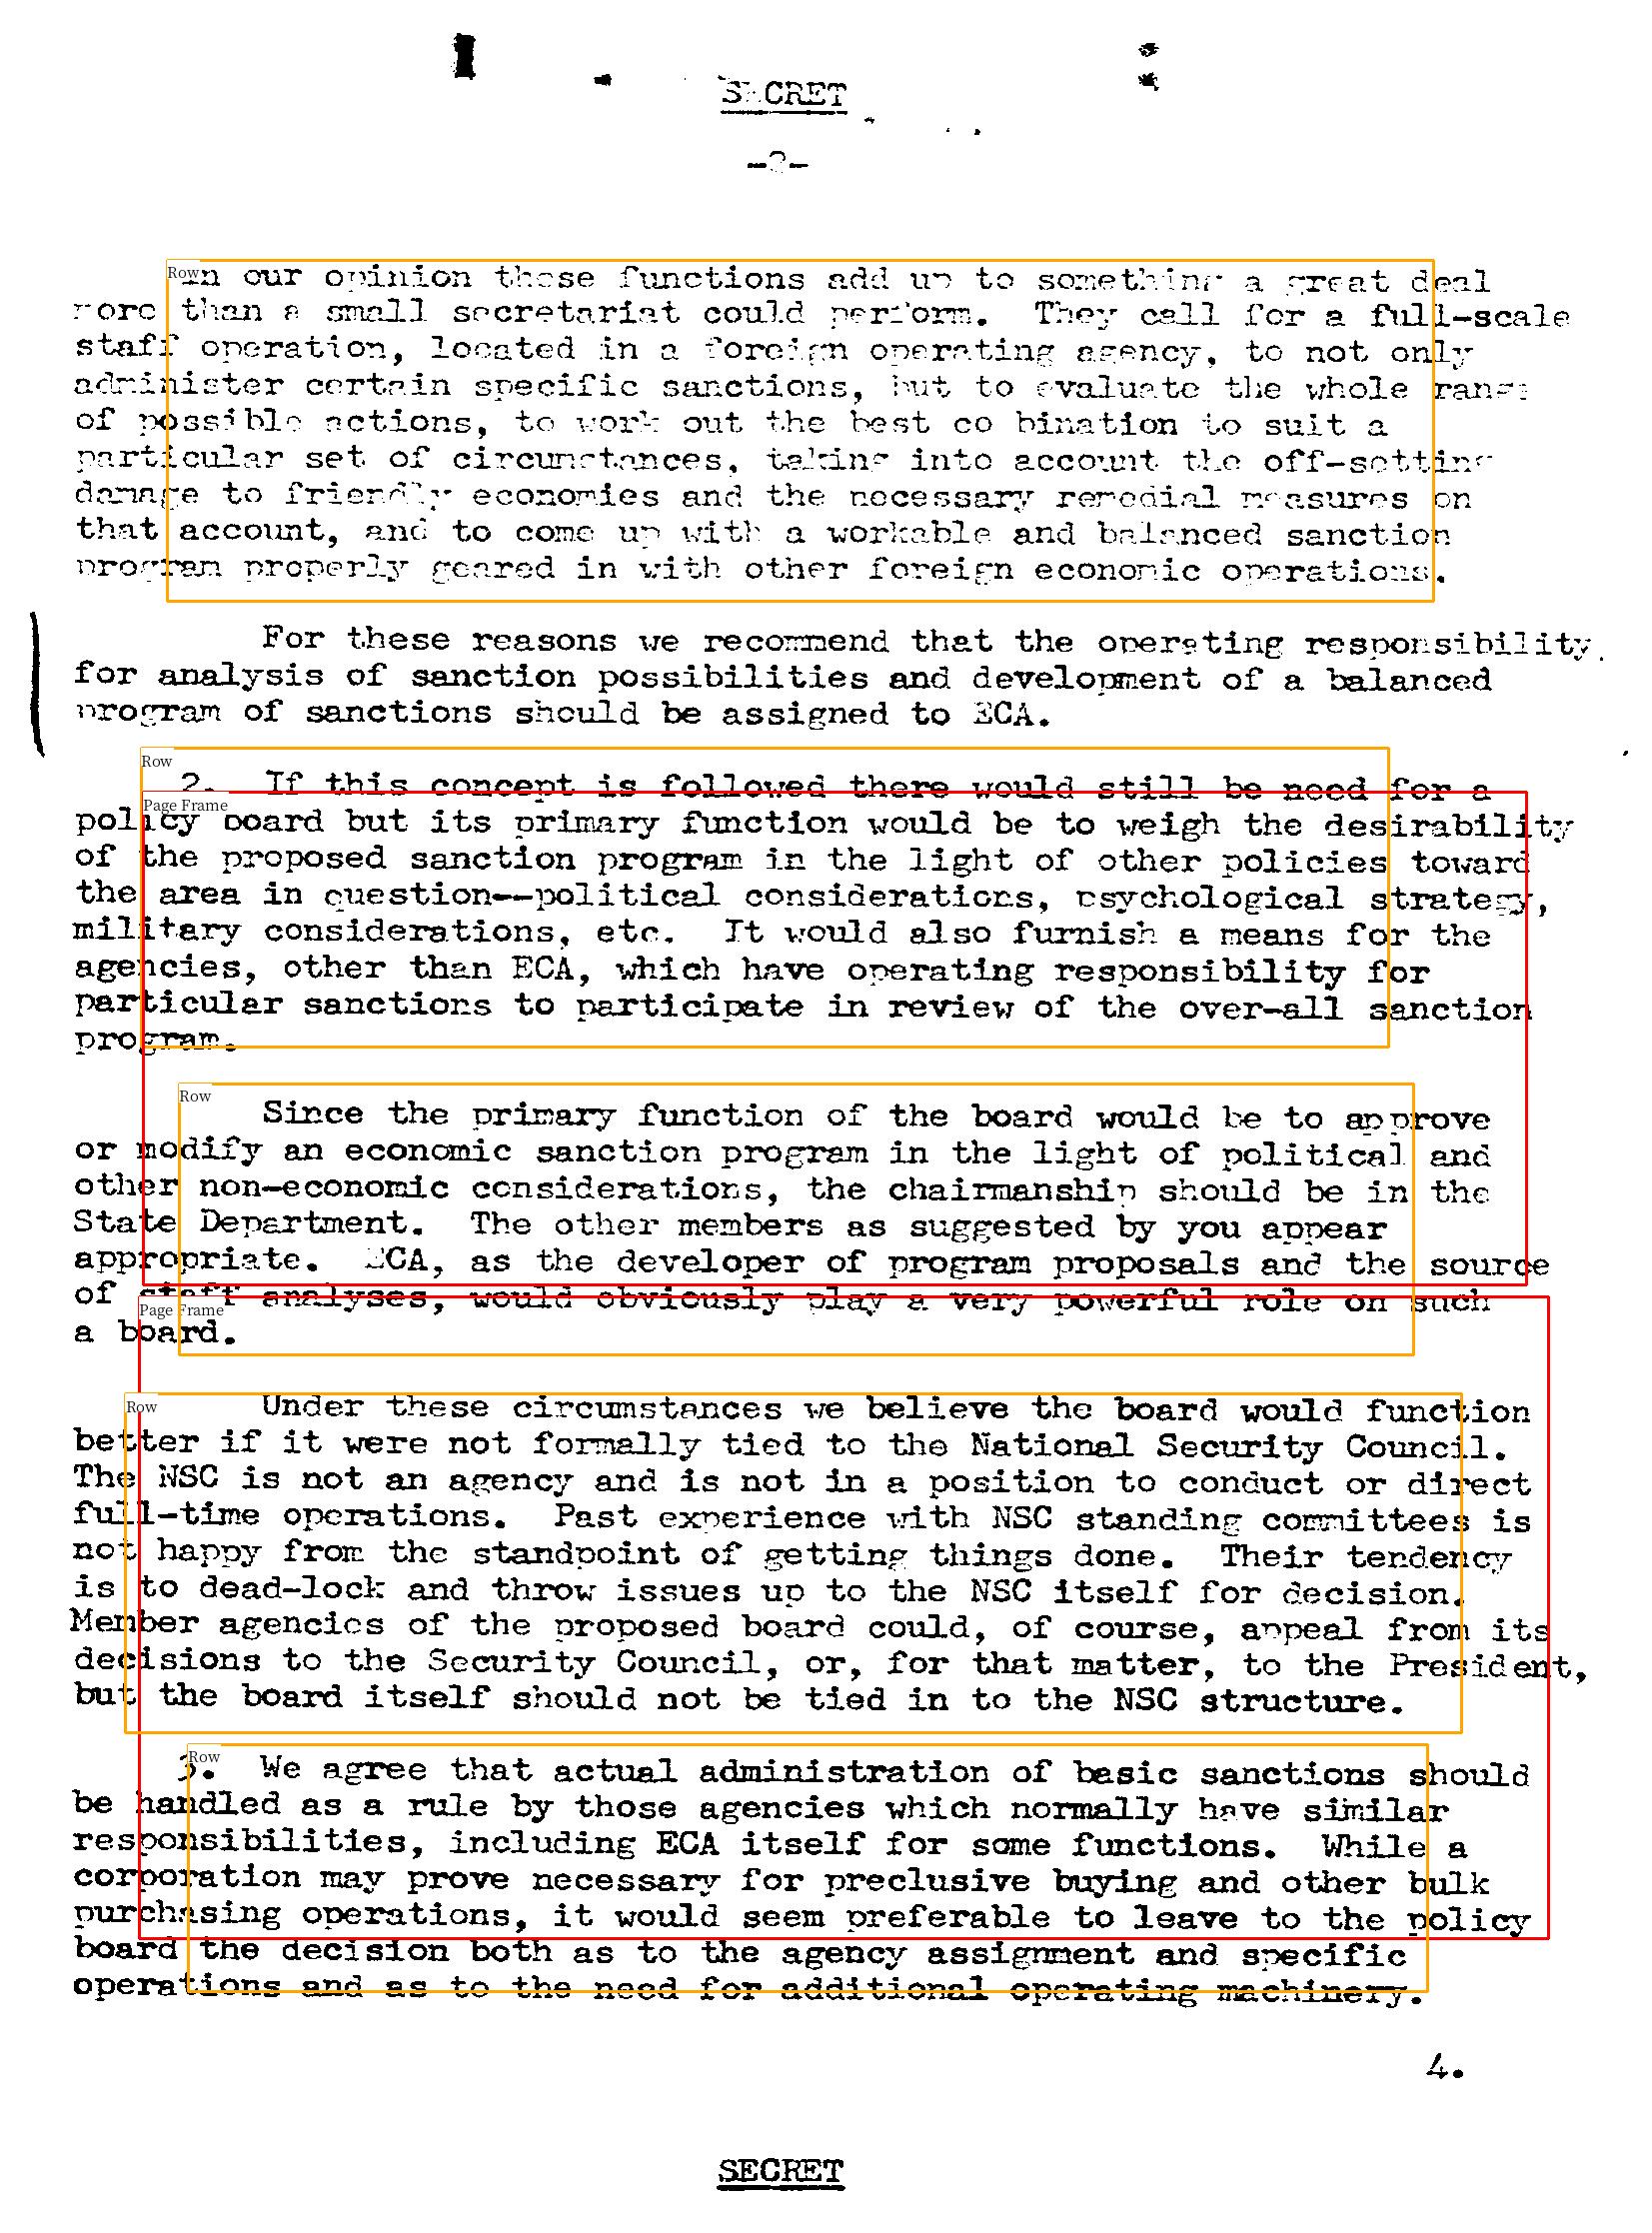 SECRET
-2-
In our opinion these functions add up to something a great deal
more than a small secretariat could perform. They call for a full-scale
staff operation, located in a foreign operating agency, to not only
administer certain specific sanctions, but to evaluate the whole range
of possible actions, to work out the best co bination to suit a
particular set of circumstances, taking into account the off-setting
damage to friendly economies and the necessary remedial measures on
that account, and to come up with a workable and balanced sanction
program properly geared in with other foreign economic operations.
For these reasons we recommend that the operating responsibility
for analysis of sanction possibilities and development of a balanced
program of sanctions should be assigned to ECA.
Row
2. If this concept is followed there would still be need for a
Page Frame
policy board but its primary function would be to weigh the desirability
of the proposed sanction program in the light of other policies toward
the area in question--political considerations, psychological strategy,
military considerations, etc. It would also furnish a means for the
agencies, other than ECA, which have operating responsibility for
particular sanctions to participate in review of the over-all sanction
program.
Row
Since the primary function of the board would be to approve
or modify an economic sanction program in the light of political and
other non-economic considerations, the chairmanship should be in the
State Department. The other members as suggested by you appear
appropriate. ECA, as the developer of program proposals and the source
of staff analyses, would obviously play a very powerful role on such
Page Frame
a board.
Row
Under these circumstances we believe the board would function
better if it were not formally tied to the National Security Council.
The NSC is not an agency and is not in a position to conduct or direct
full-time operations. Past experience with NSC standing committees is
not happy from the standpoint of getting things done. Their tendency
is to dead-lock and throw issues up to the NSC itself for decision.
Member agencies of the proposed board could, of course, appeal from its
decisions to the Security Council, or, for that matter, to the President,
but the board itself should not be tied in to the NSC structure.
Row
3. We agree that actual administration of basic sanctions should
be handled as a rule by those agencies which normally have similar
responsibilities, including ECA itself for some functions. While a
corporation may prove necessary for preclusive buying and other bulk
purchasing operations, it would seem preferable to leave to the policy
board the decision both as to the agency assignment and specific
operations and as to the need for additional operating machinery.
4.
SECRET